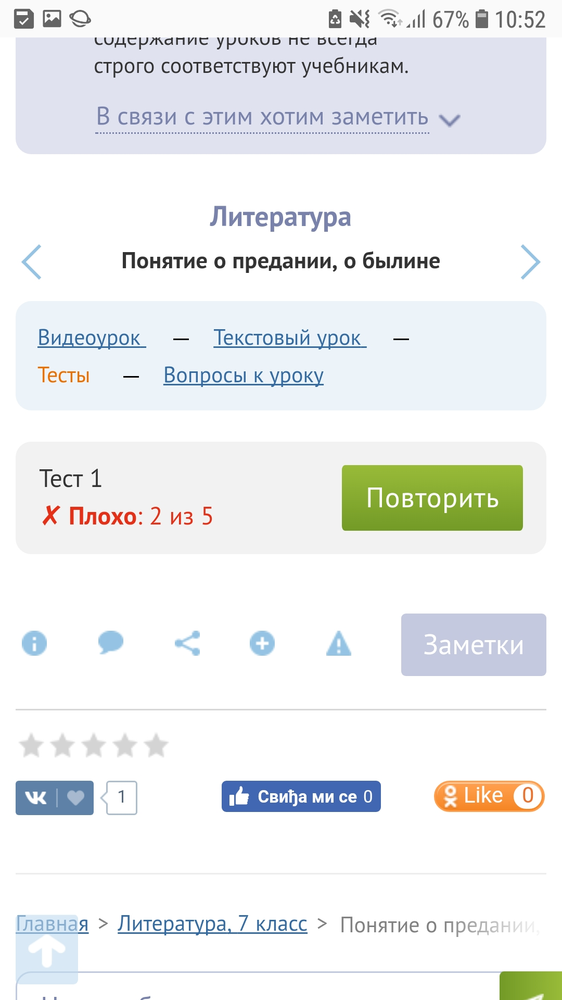 67% 10:52
содержание уроков не всегда
строго соответствуют учебникам.
В связи с этим хотим заметить
Литература
Понятие о предании, о былине
Видеоурок — Текстовый урок —
Тесты — Вопросы к уроку
Тест 1
✗ Плохо: 2 из 5
Повторить
Заметки
1
Свиђа ми се 0
Like 0
Главная > Литература, 7 класс > Понятие о предании,